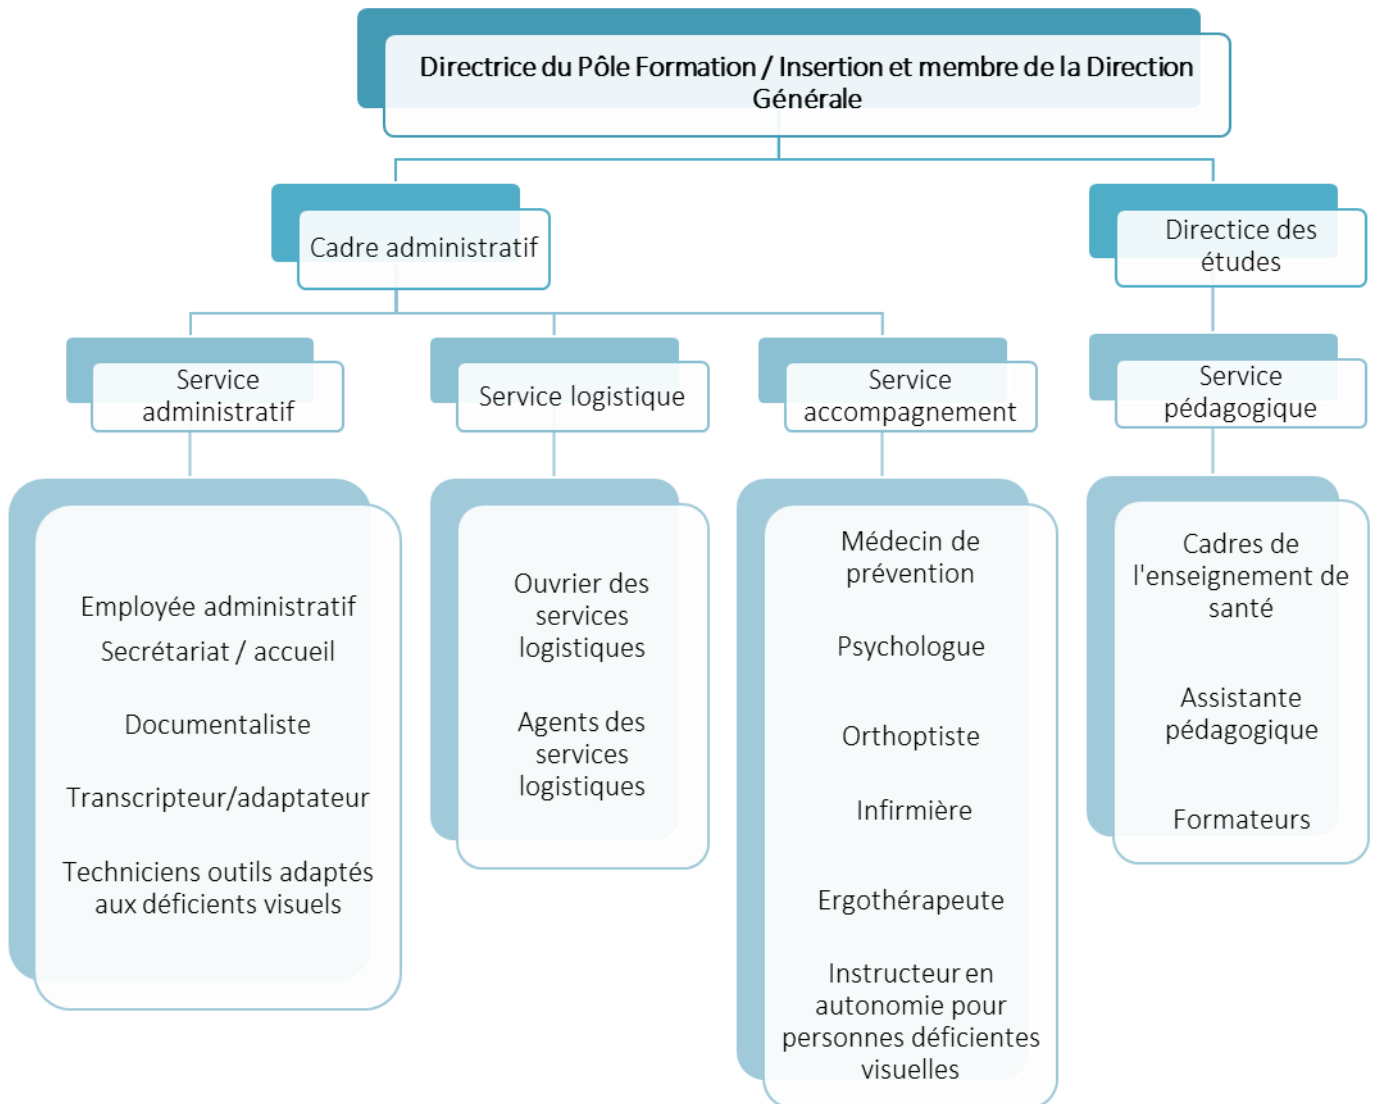 Directrice du Pôle Formation / Insertion et membre de la Direction
Générale
Cadre administratif
Directice des
études
Service
administratif
Service logistique
Service
accompagnement
Service
pédagogique
Employée administratif
Secrétariat / accueil
Documentaliste
Transcripteur/adaptateur
Techniciens outils adaptés
aux déficients visuels
Ouvrier des
services
logistiques
Agents des
services
logistiques
Médecin de
prévention
Psychologue
Orthoptiste
Infirmière
Ergothérapeute
Instructeur en
autonomie pour
personnes déficientes
visuelles
Cadres de
l'enseignement de
santé
Assistante
pédagogique
Formateurs